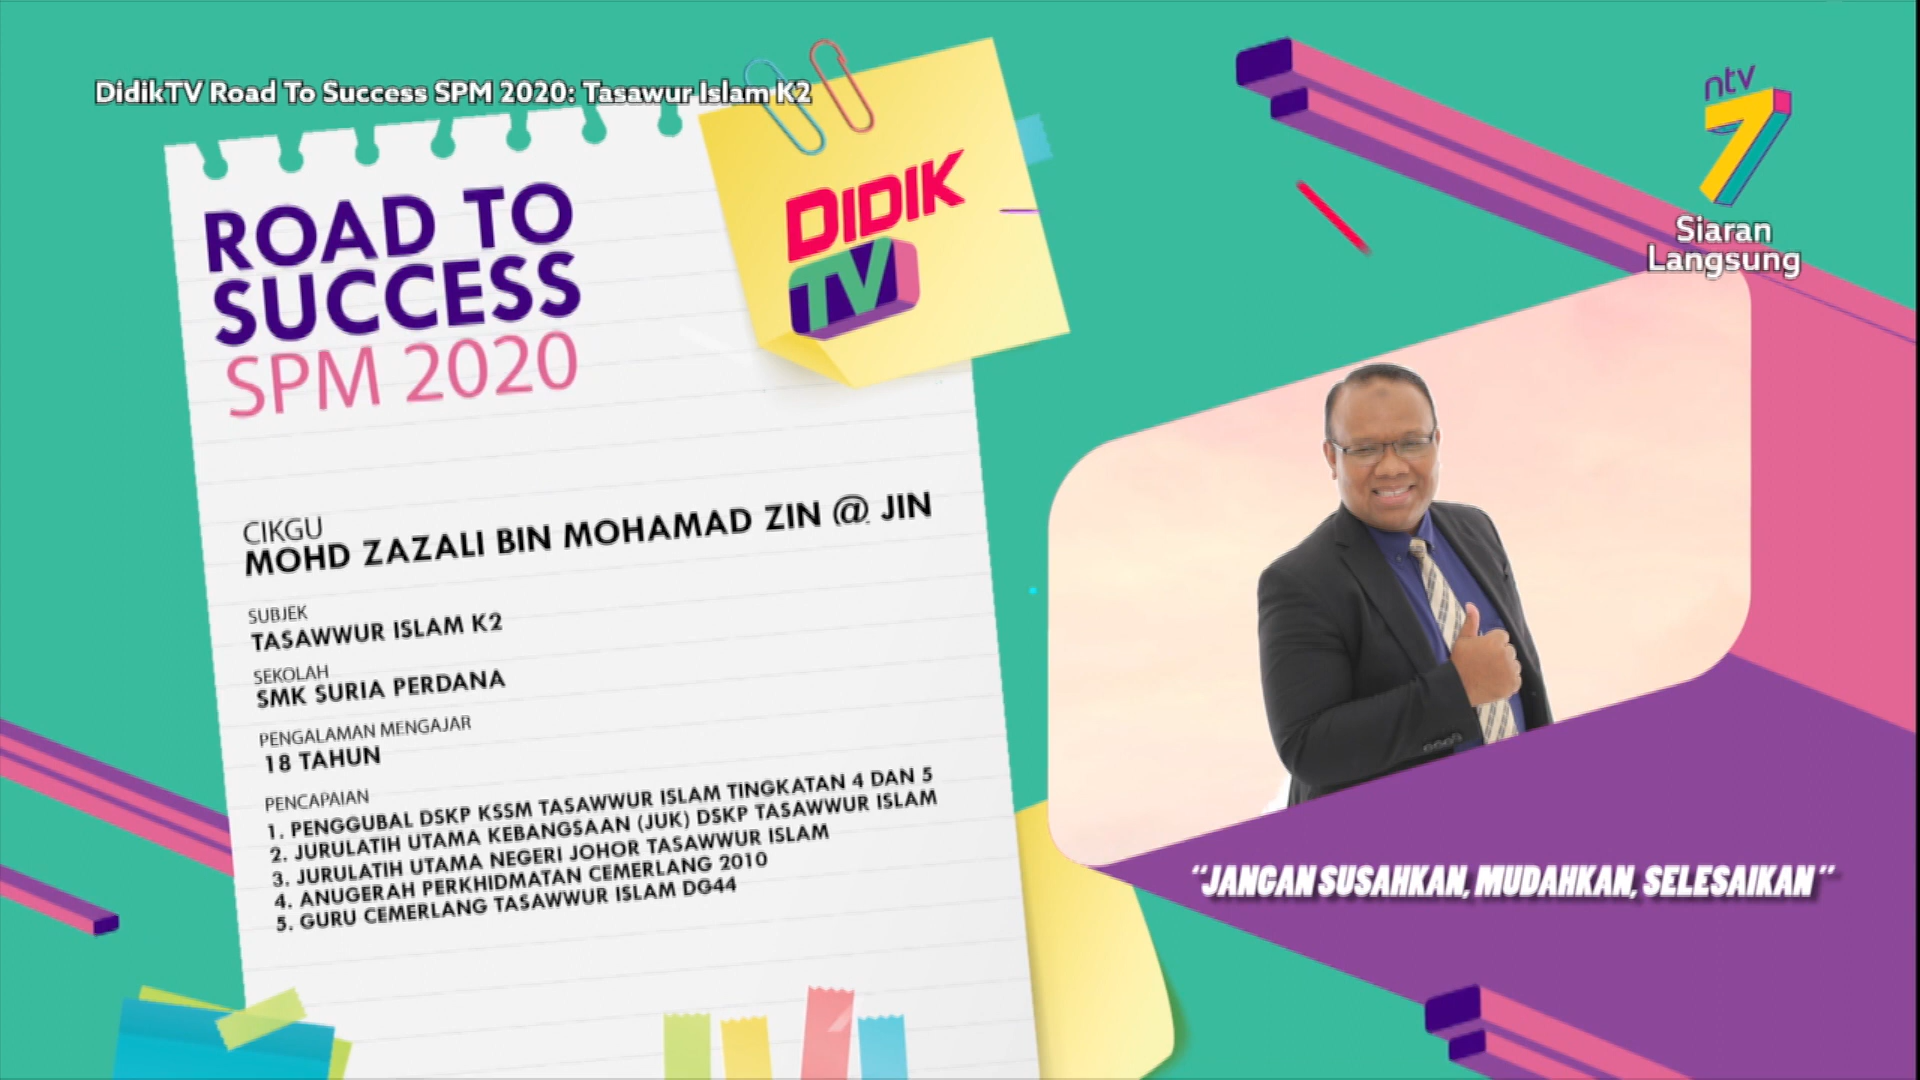 DidikTV Road To Success SPM 2020: Tasawur Islam K2
ROAD TO
SUCCESS
SPM 2020
DIDIK
TV
ntv
7
Siaran
Langsung
CIKGU
MOHD ZAZALI BIN MOHAMAD ZIN @ JIN
SUBJEK
TASAWWUR ISLAM K2
SEKOLAH
SMK SURIA PERDANA
PENGALAMAN MENGAJAR
18 TAHUN
PENCAPAIAN
1. PENGGUBAL DSKP KSSM TASAWWUR ISLAM TINGKATAN 4 DAN 5
2. JURULATIH UTAMA KEBANGSAAN (JUK) DSKP TASAWWUR ISLAM
3. JURULATIH UTAMA NEGERI JOHOR TASAWWUR ISLAM
4. ANUGERAH PERKHIDMATAN CEMERLANG 2010
5. GURU CEMERLANG TASAWWUR ISLAM DG44
“JANGAN SUSAHKAN, MUDAHKAN, SELESAIKAN”